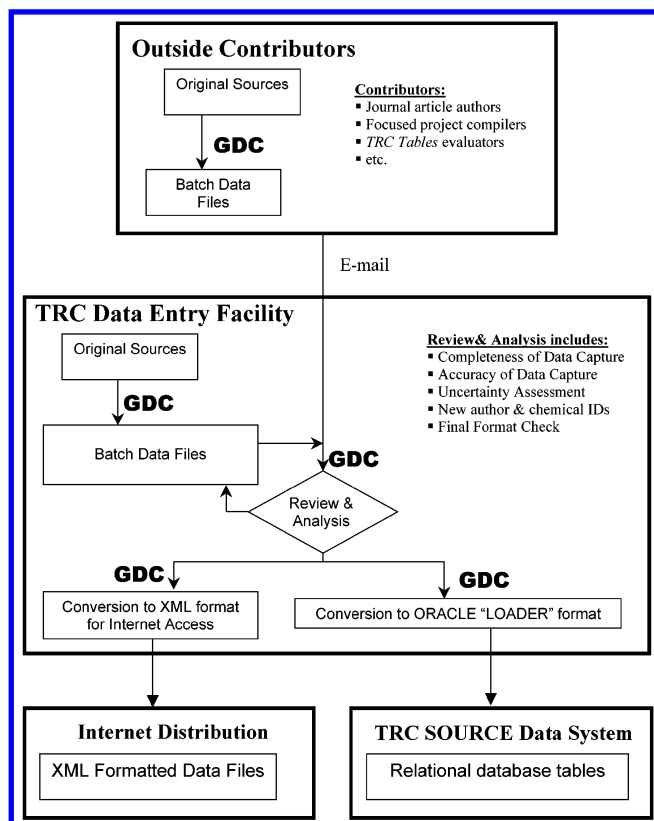 Outside Contributors
Original Sources
GDC
Batch Data
Files
Contributors:
▪ Journal article authors
▪ Focused project compilers
▪ TRC Tables evaluators
▪ etc.
E-mail
TRC Data Entry Facility
Original Sources
GDC
Batch Data Files
Review& Analysis includes:
▪ Completeness of Data Capture
▪ Accuracy of Data Capture
▪ Uncertainty Assessment
▪ New author & chemical IDs
▪ Final Format Check
GDC
Review &
Analysis
GDC
GDC
Conversion to XML format
for Internet Access
Conversion to ORACLE “LOADER” format
Internet Distribution
XML Formatted Data Files
TRC SOURCE Data System
Relational database tables